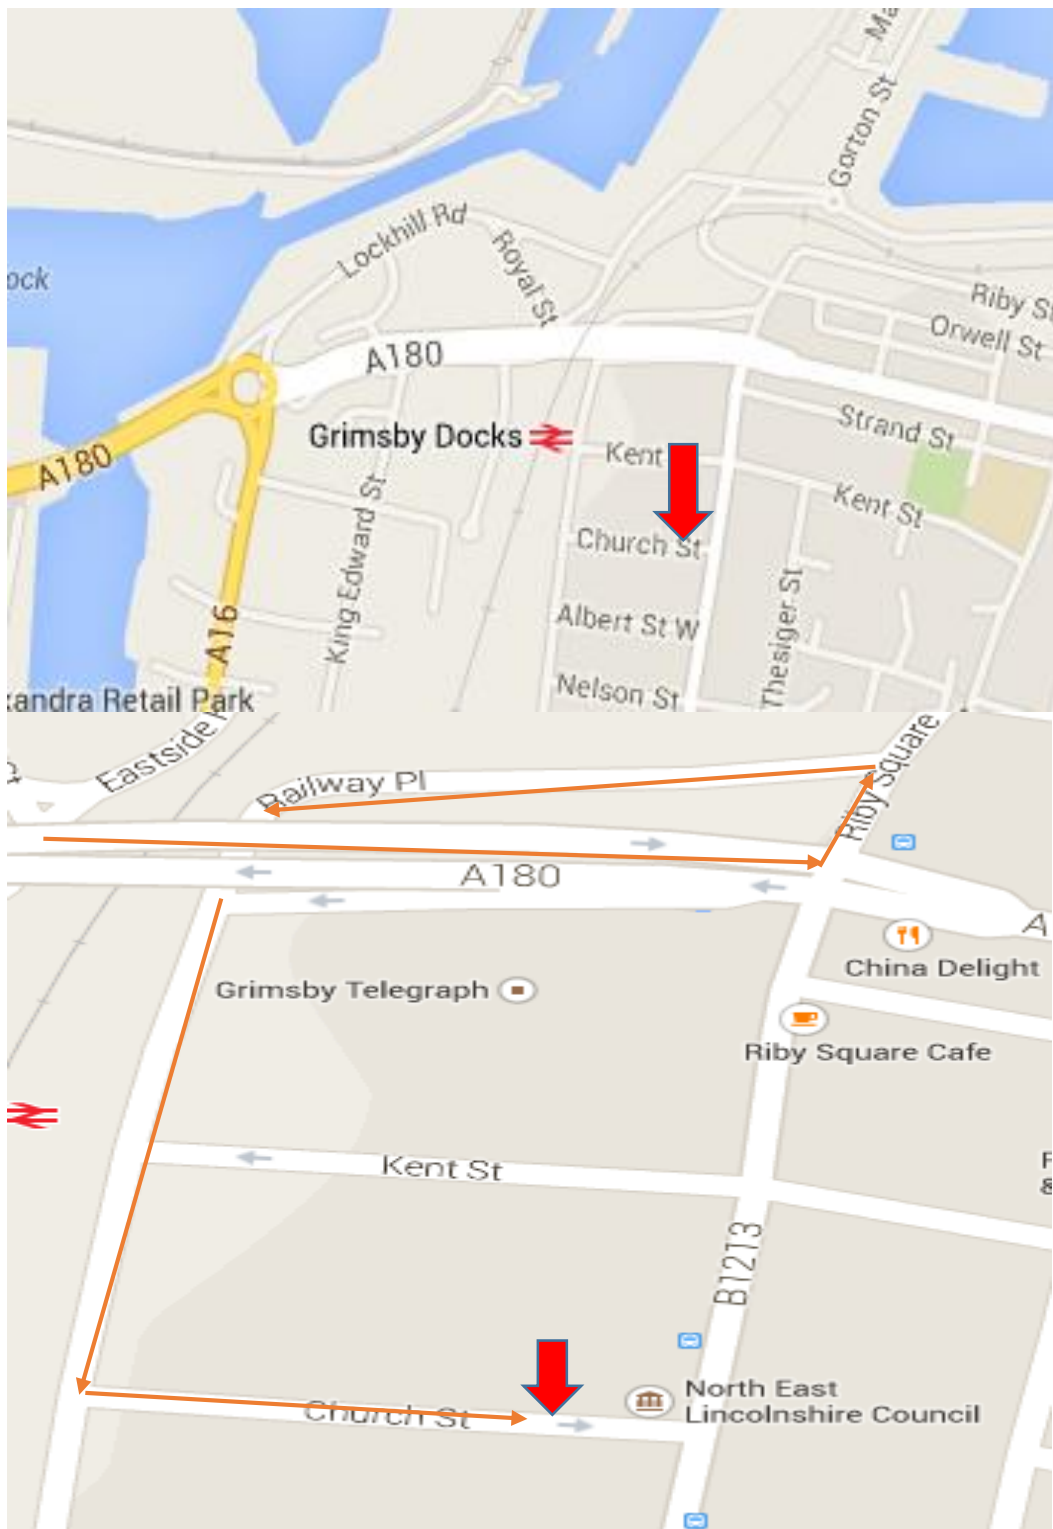 Ma
Gorton St
Lockhill Rd
Royal St
ock
Riby St
Orwell St
A180
Strand St
Grimsby Docks
A180
Kent
Kent St
King Edward St
Church St
Thesiger St
A16
Albert St W
Nelson St
xandra Retail Park
Eastside
Railway Pl
Riby Square
A180
A
China Delight
Grimsby Telegraph
Riby Square Cafe
Kent St
F
&
B1213
North East
Lincolnshire Council
Church St